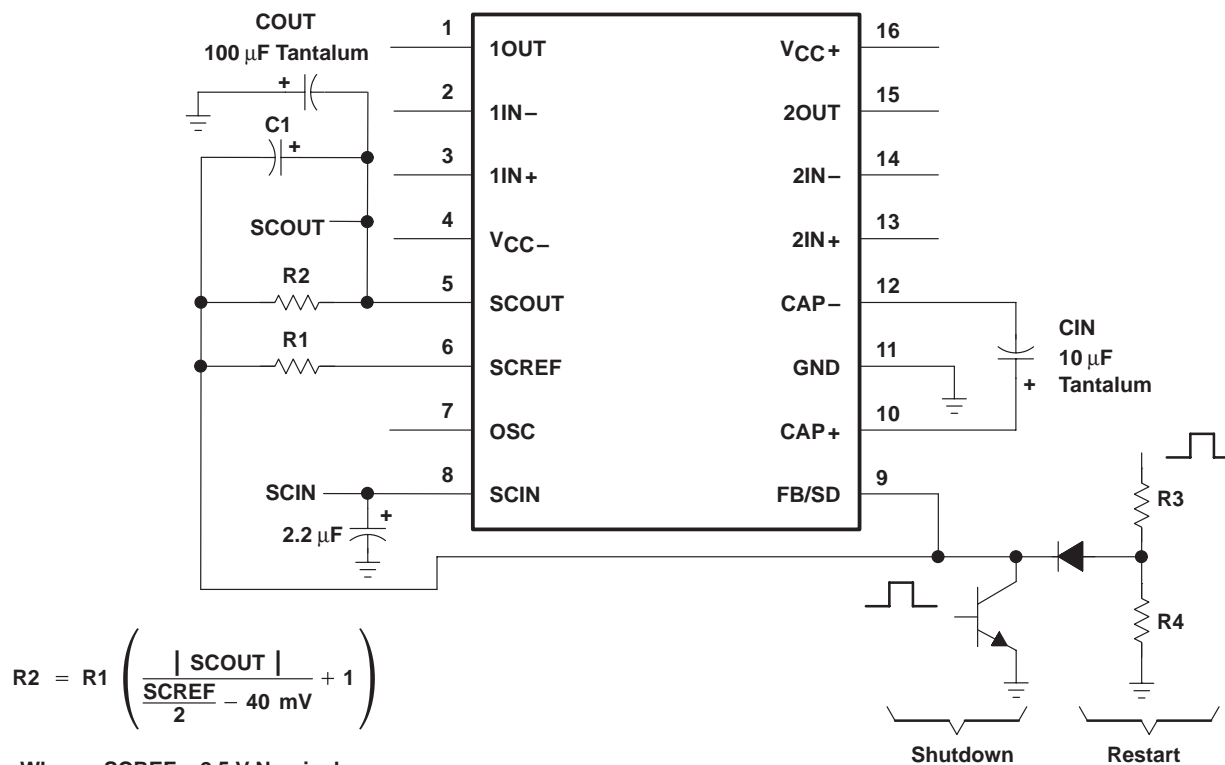 COUT
100 μF Tantalum
+
C1
+
SCOUT
R2
R1
SCIN
2.2 μF
+
1
1OUT
2
1IN−
3
1IN+
4
VCC−
5
SCOUT
6
SCREF
7
OSC
8
SCIN
16
VCC+
15
2OUT
14
2IN−
13
2IN+
12
CAP−
11
GND
10
CAP+
9
FB/SD
CIN
10 μF
+ Tantalum
R3
R4
Shutdown
Restart
R2 = R1 ( | SCOUT | / (SCREF / 2 − 40 mV) + 1 )